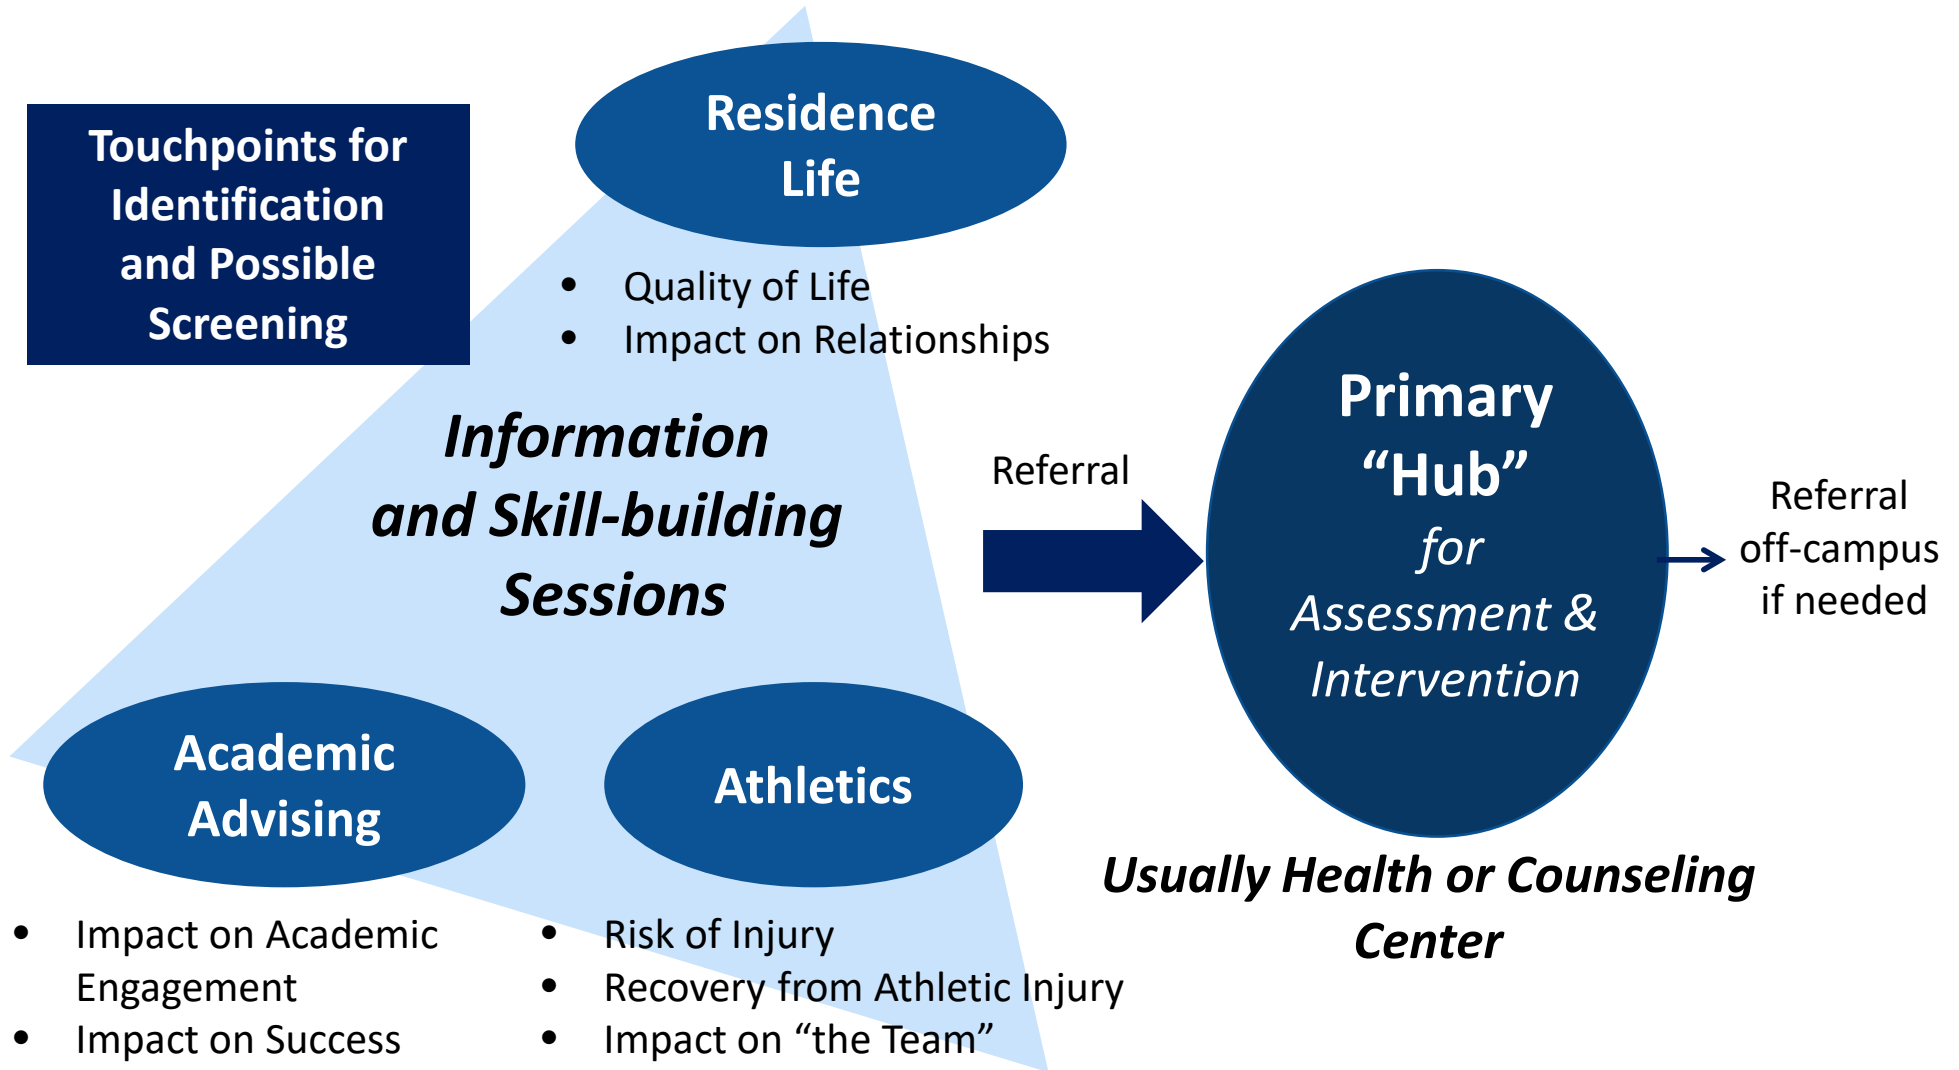 Touchpoints for
Identification
and Possible
Screening
Residence
Life
• Quality of Life
• Impact on Relationships
Information
and Skill-building
Sessions
Academic
Advising
• Impact on Academic
Engagement
• Impact on Success
Athletics
• Risk of Injury
• Recovery from Athletic Injury
• Impact on “the Team”
Referral
Primary
“Hub”
for
Assessment &
Intervention
Usually Health or Counseling
Center
Referral
off-campus
if needed